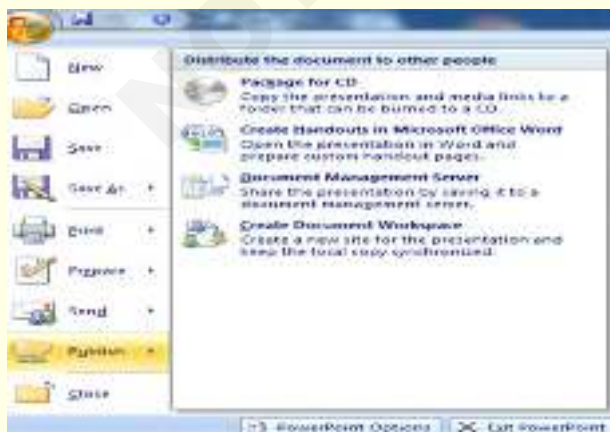 New
Open
Save
Save As
Print
Prepare
Send
Publish
Close
Distribute the document to other people
Package for CD
Copy the presentation and media links to a
folder that can be burned to a CD.
Create Handouts in Microsoft Office Word
Open the presentation in Word and
prepare custom handout pages.
Document Management Server
Share the presentation by saving it to a
document management server.
Create Document Workspace
Create a new site for the presentation and
keep the local copy synchronized.
PowerPoint Options
Exit PowerPoint